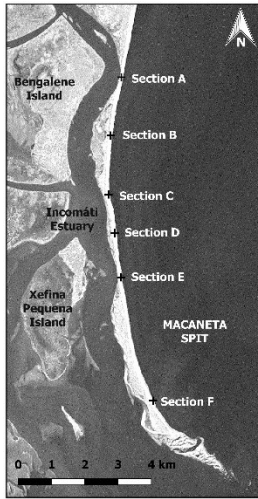 N
Section A
Bengalene
Island
Section B
Section C
Incomáti
Estuary
Section D
Section E
Xefina
Pequena
Island
MACANETA
SPIT
Section F
0 1 2 3 4 km